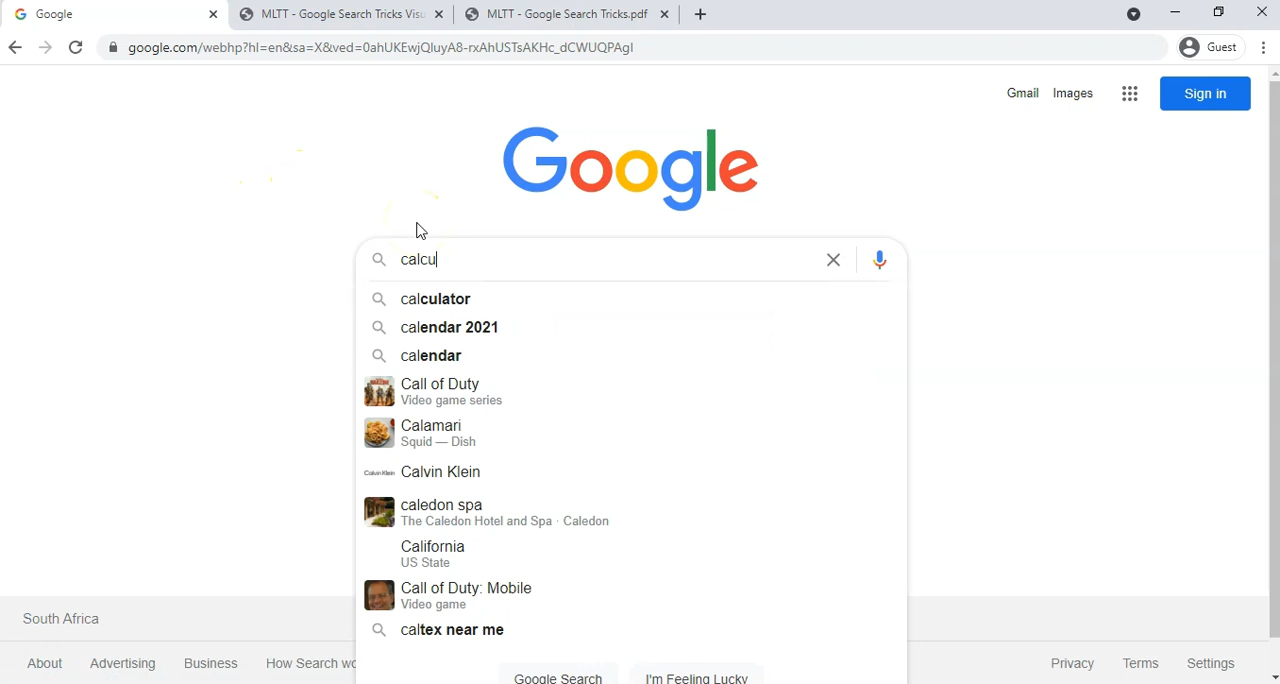 Google
MLTT - Google Search Tricks Visu
MLTT - Google Search Tricks.pdf
google.com/webhp?hl=en&sa=X&ved=0ahUKEwjQluyA8-rxAhUSTsAKHc_dCWUQPAgI
Guest
Gmail Images
Sign in
Google
calcu
calculator
calendar 2021
calendar
Call of Duty
Video game series
Calamari
Squid — Dish
Calvin Klein
Calvin Klein
caledon spa
The Caledon Hotel and Spa · Caledon
California
US State
Call of Duty: Mobile
Video game
caltex near me
South Africa
Google Search I'm Feeling Lucky
About Advertising Business How Search wo
Privacy Terms Settings